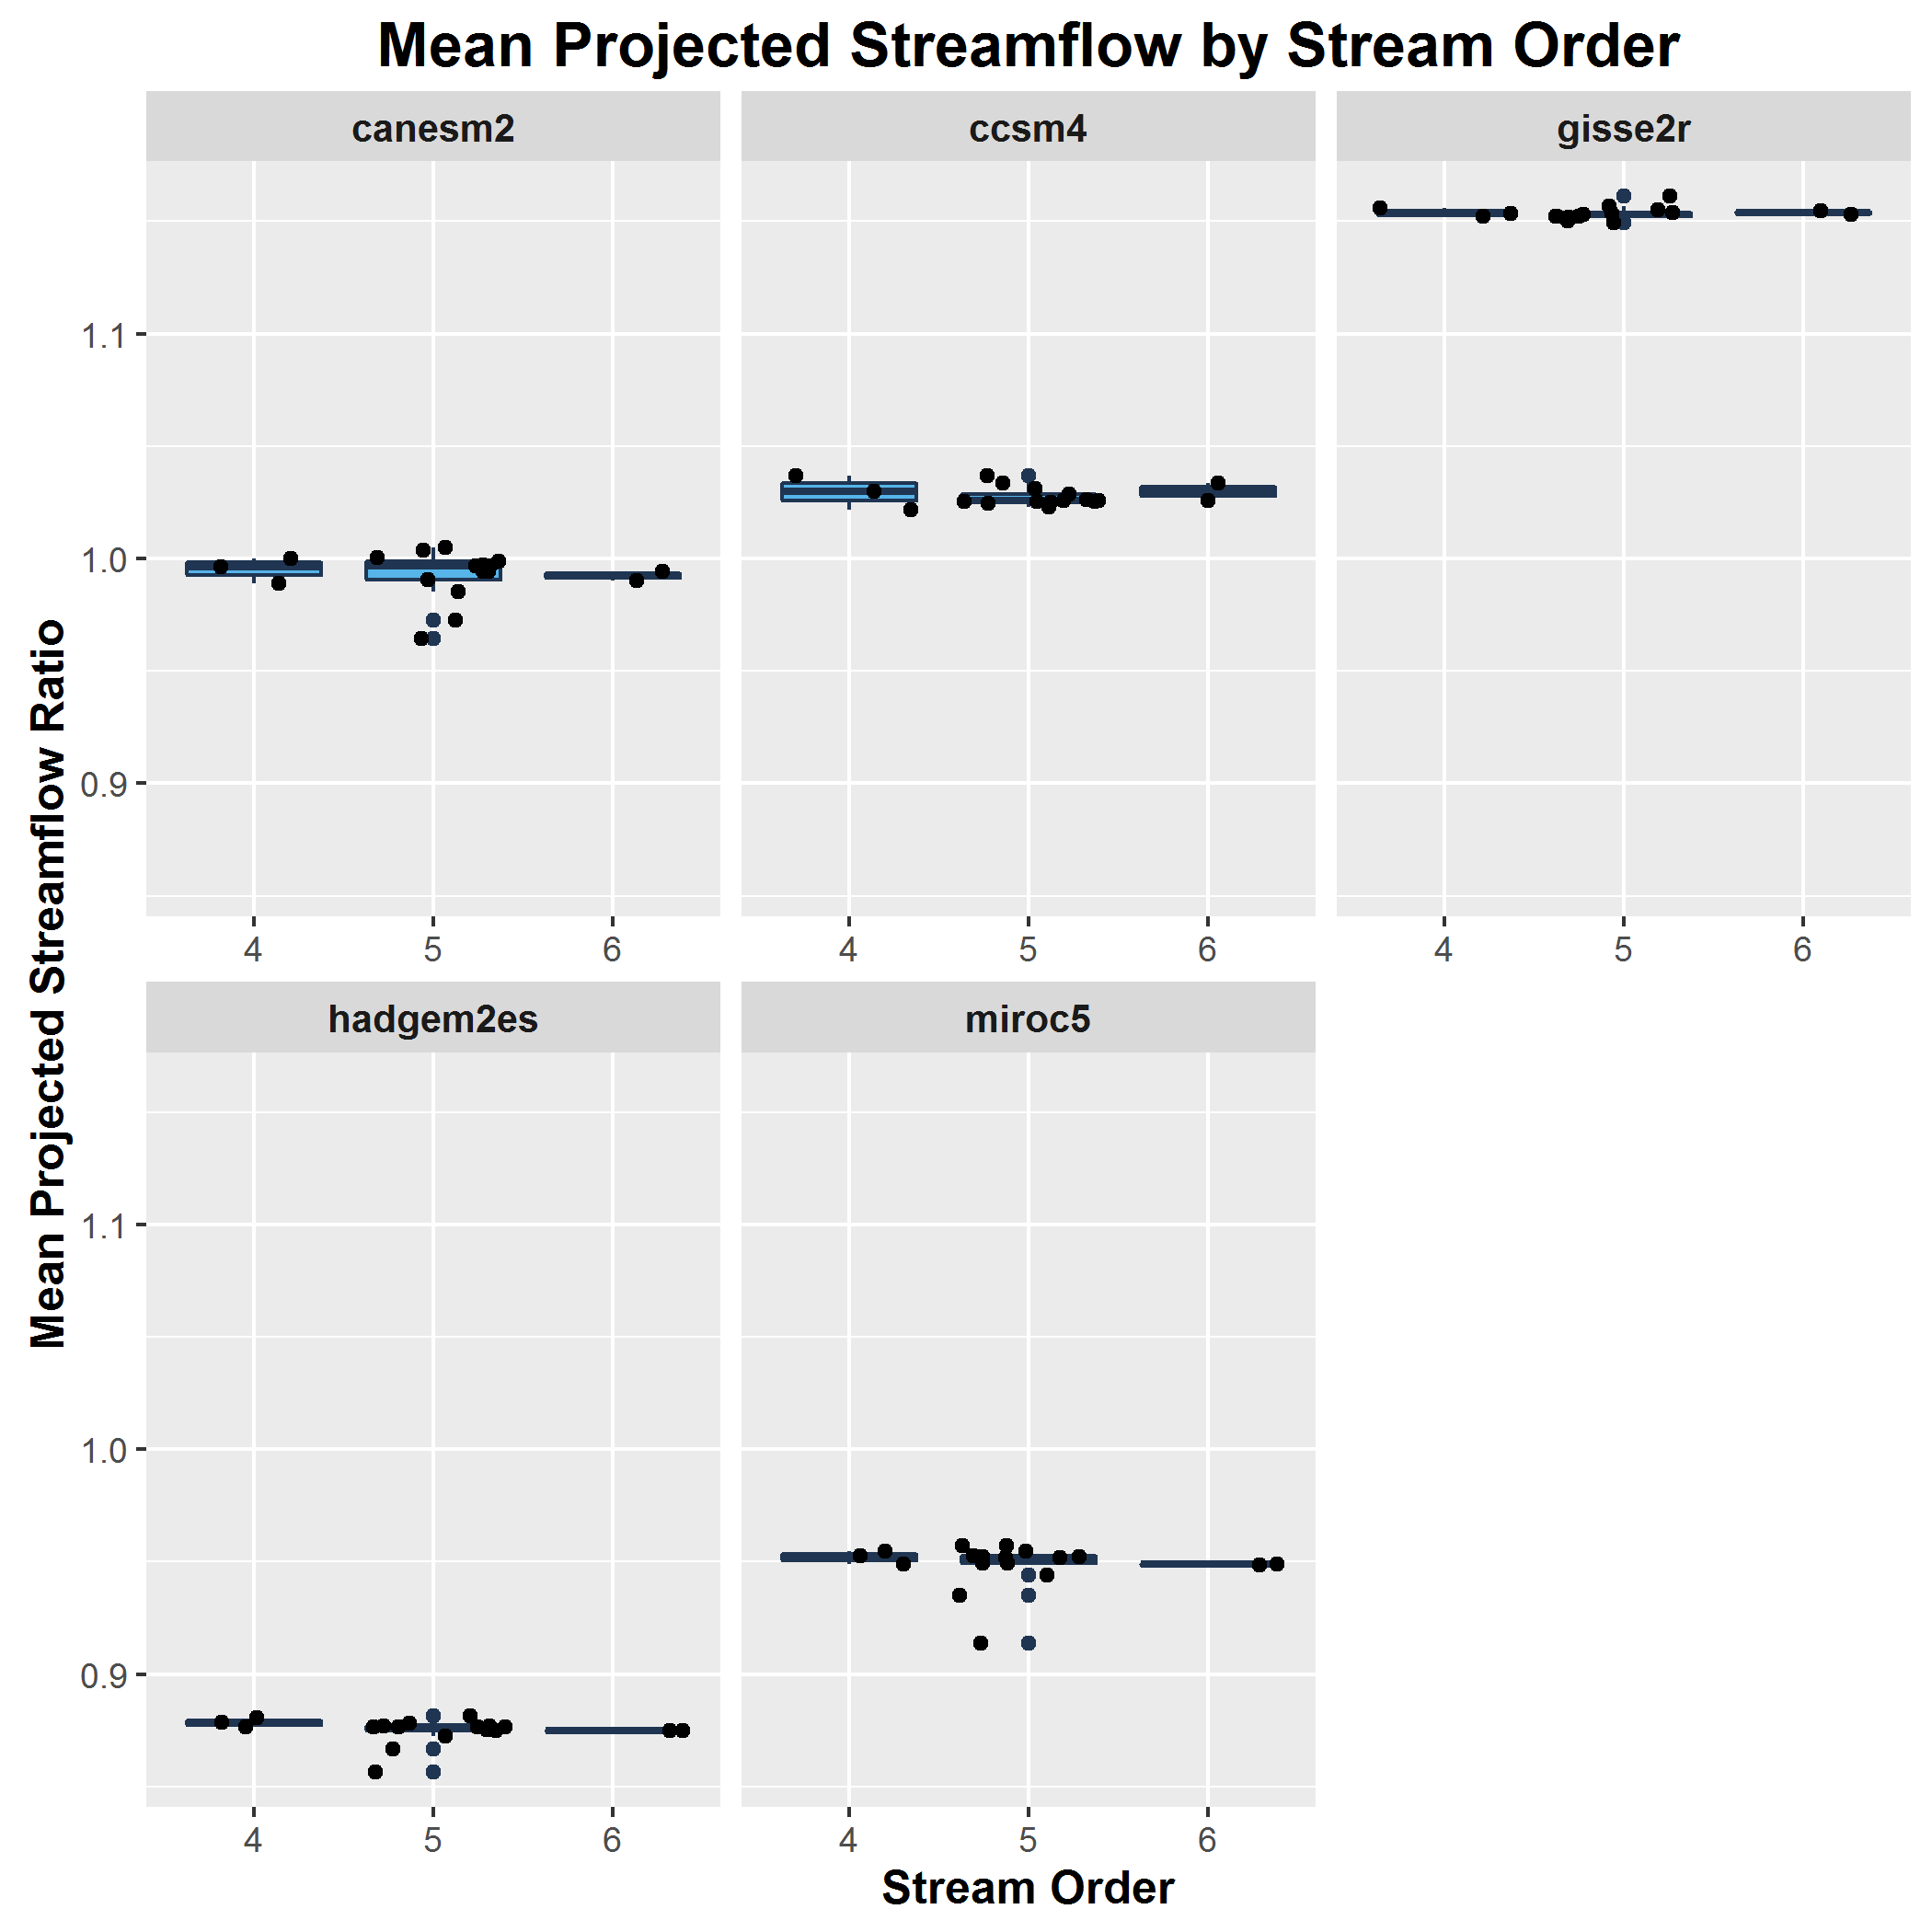 Mean Projected Streamflow by Stream Order
canesm2
ccsm4
gisse2r
1.1
1.0
0.9
4 5 6
4 5 6
4 5 6
Mean Projected Streamflow Ratio
hadgem2es
miroc5
1.1
1.0
0.9
4 5 6
4 5 6
Stream Order